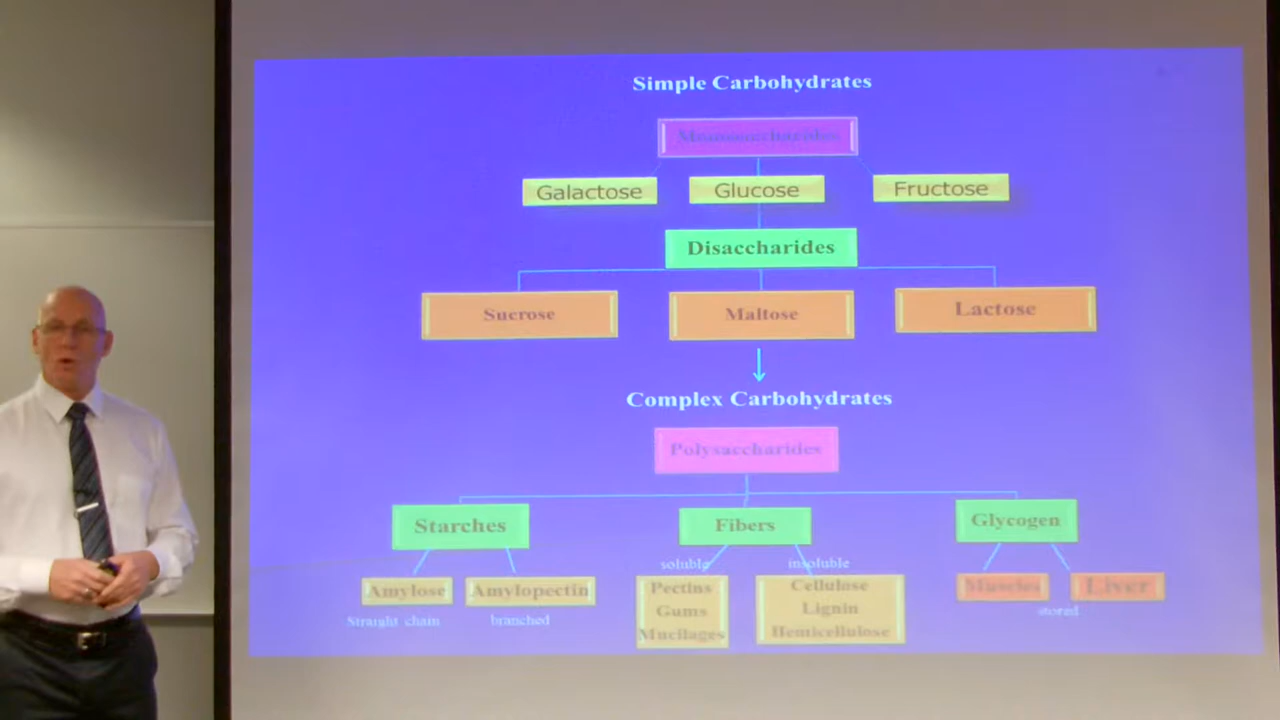 Simple Carbohydrates
Monosaccharides
Galactose
Glucose
Fructose
Disaccharides
Sucrose
Maltose
Lactose
Complex Carbohydrates
Polysaccharides
Starches
Fibers
Glycogen
soluble
insoluble
Amylose
Amylopectin
Pectins
Gums
Mucilages
Cellulose
Lignin
Hemicellulose
Muscles
Liver
Straight chain
branched
stored